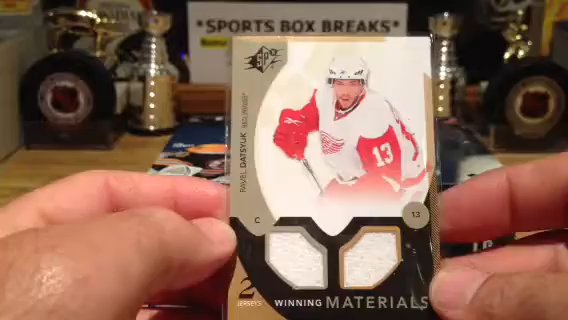 *SPORTS BOX BREAKS*
SPx
PAVEL DATSYUK RED WINGS
13
C
13
2
JERSEYS
WINNING MATERIALS